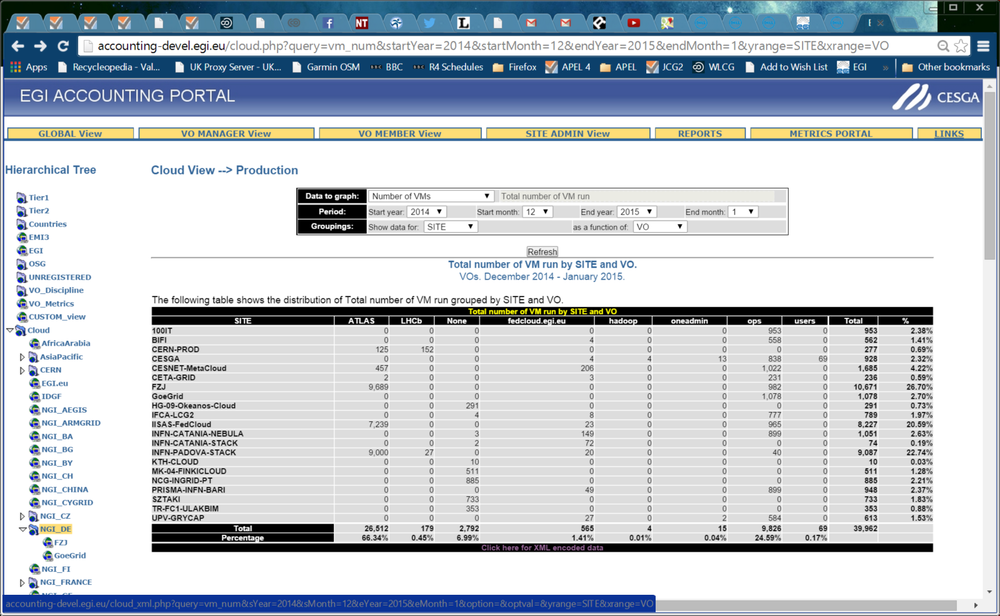 accounting-devel.egi.eu/cloud.php?query=vm_num&startYear=2014&startMonth=12&endYear=2015&endMonth=1&yrange=SITE&xrange=VO
Apps Recycleopedia - Val... UK Proxy Server - UK... Garmin OSM BBC BBC BBC R4 Schedules Firefox APEL 4 APEL JCG2 WLCG Add to Wish List EGI » Other bookmarks
EGI ACCOUNTING PORTAL CESGA
GLOBAL View VO MANAGER View VO MEMBER View SITE ADMIN View REPORTS METRICS PORTAL LINKS
Hierarchical Tree
Tier1
Tier2
Countries
EMI3
EGI
OSG
UNREGISTERED
VO_Discipline
VO_Metrics
CUSTOM_view
Cloud
AfricaArabia
AsiaPacific
CERN
EGI.eu
IDGF
NGI_AEGIS
NGI_ARMGRID
NGI_BA
NGI_BG
NGI_BY
NGI_CH
NGI_CHINA
NGI_CYGRID
NGI_CZ
NGI_DE
FZJ
GoeGrid
NGI_FI
NGI_FRANCE
Cloud View --> Production
Data to graph: Number of VMs Total number of VM run
Period: Start year: 2014 Start month: 12 End year: 2015 End month: 1
Groupings: Show data for: SITE as a function of: VO
Refresh
Total number of VM run by SITE and VO.
VOs. December 2014 - January 2015.
The following table shows the distribution of Total number of VM run grouped by SITE and VO.
Total number of VM run by SITE and VO
SITE ATLAS LHCb None fedcloud.egi.eu hadoop oneadmin ops users Total %
100IT 0 0 0 0 0 0 953 0 953 2.38%
BIFI 0 0 0 4 0 0 558 0 562 1.41%
CERN-PROD 125 152 0 0 0 0 0 0 277 0.69%
CESGA 0 0 0 4 4 13 838 69 928 2.32%
CESNET-MetaCloud 457 0 0 206 0 0 1,022 0 1,685 4.22%
CETA-GRID 2 0 0 3 0 0 231 0 236 0.59%
FZJ 9,689 0 0 0 0 0 982 0 10,671 26.70%
GoeGrid 0 0 0 0 0 0 1,078 0 1,078 2.70%
HG-09-Okeanos-Cloud 0 0 291 0 0 0 0 0 291 0.73%
IFCA-LCG2 0 0 4 8 0 0 777 0 789 1.97%
IISAS-FedCloud 7,239 0 0 23 0 0 965 0 8,227 20.59%
INFN-CATANIA-NEBULA 0 0 3 149 0 0 899 0 1,051 2.63%
INFN-CATANIA-STACK 0 0 2 72 0 0 0 0 74 0.19%
INFN-PADOVA-STACK 9,000 27 0 20 0 0 40 0 9,087 22.74%
KTH-CLOUD 0 0 10 0 0 0 0 0 10 0.03%
MK-04-FINKICLOUD 0 0 511 0 0 0 0 0 511 1.28%
NCG-INGRID-PT 0 0 885 0 0 0 0 0 885 2.21%
PRISMA-INFN-BARI 0 0 0 49 0 0 899 0 948 2.37%
SZTAKI 0 0 733 0 0 0 0 0 733 1.83%
TR-FC1-ULAKBIM 0 0 353 0 0 0 0 0 353 0.88%
UPV-GRYCAP 0 0 0 27 0 2 584 0 613 1.53%
Total 26,512 179 2,792 565 4 15 9,826 69 39,962
Percentage 66.34% 0.45% 6.99% 1.41% 0.01% 0.04% 24.59% 0.17%
Click here for XML encoded data
accounting-devel.egi.eu/cloud_xml.php?query=vm_num&sYear=2014&sMonth=12&eYear=2015&eMonth=1&option=&optval=&yrange=SITE&xrange=VO